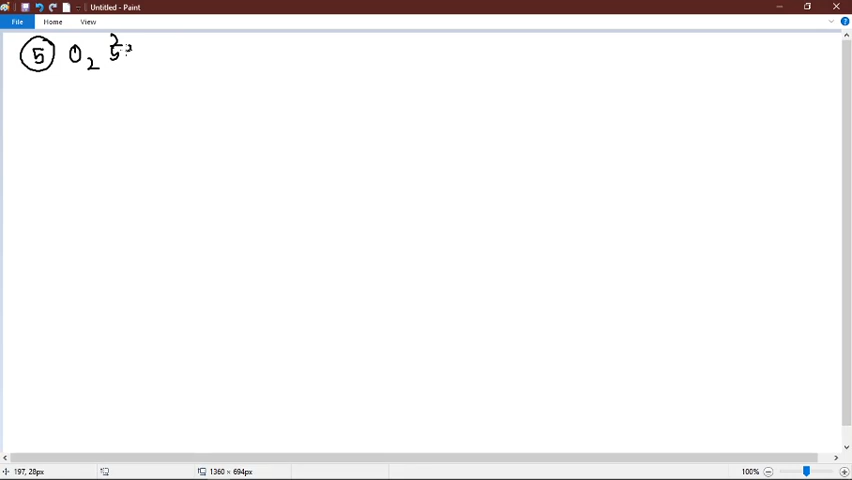 Untitled - Paint
File Home View
5 O2
197, 28px 1360 × 694px 100%